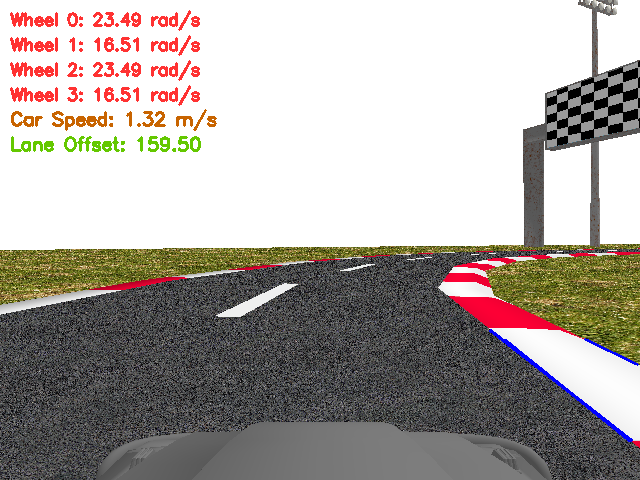 Wheel 0: 23.49 rad/s
Wheel 1: 16.51 rad/s
Wheel 2: 23.49 rad/s
Wheel 3: 16.51 rad/s
Car Speed: 1.32 m/s
Lane Offset: 159.50